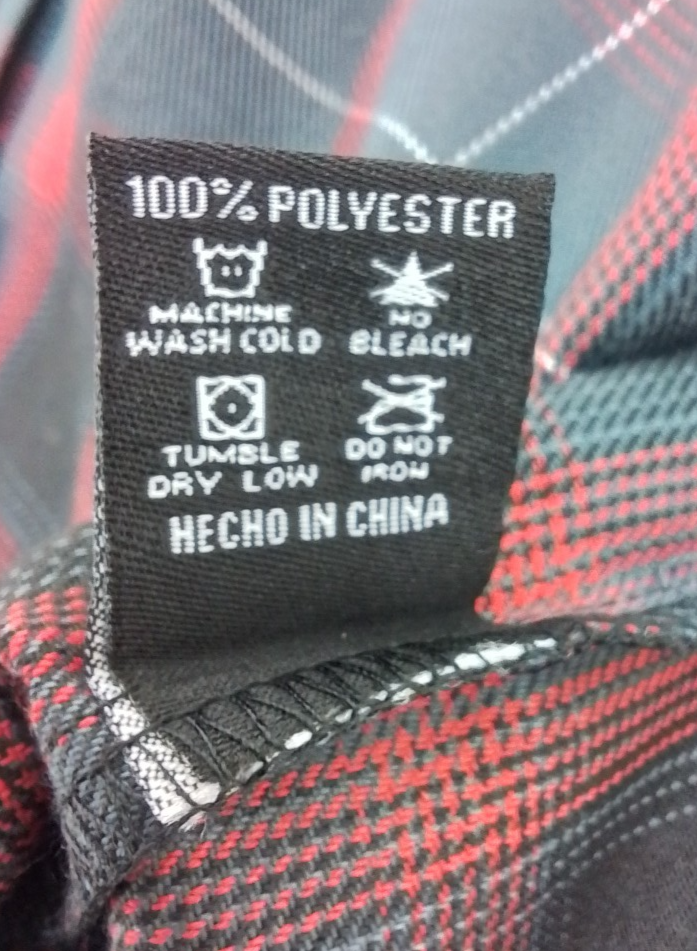 100% POLYESTER
MACHINE
WASH COLD
NO
BLEACH
TUMBLE
DRY LOW
DO NOT
IRON
HECHO IN CHINA